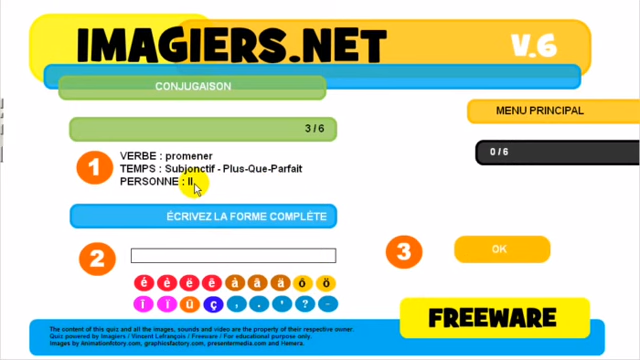 IMAGIERS.NET
V.6
CONJUGAISON
MENU PRINCIPAL
3 / 6
0 / 6
1
VERBE : promener
TEMPS : Subjonctif - Plus-Que-Parfait
PERSONNE : Il
ÉCRIVEZ LA FORME COMPLÈTE
2
3
OK
é è ê ë à â ä ô ö
î ï û ç , . ' ? -
FREEWARE
The content of this quiz and all the images, sounds and video are the property of their respective owner.
Quiz powered by Imagiers / Vincent Lefrançois / Freeware / For educational purpose only.
Images by Animationfactory.com, graphicsfactory.com, presentermedia.com and Hemera.